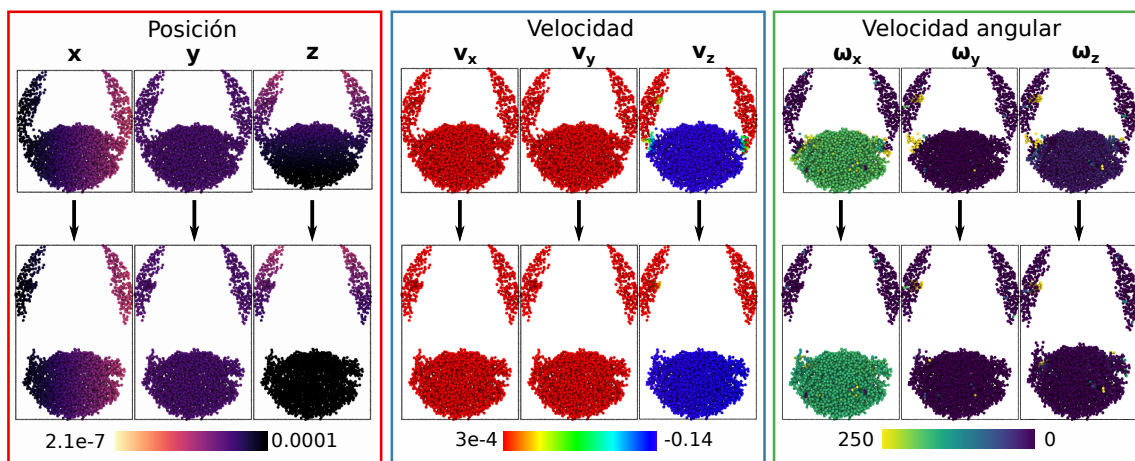 Posición
x y z
2.1e-7 0.0001
Velocidad
vx vy vz
3e-4 -0.14
Velocidad angular
ωx ωy ωz
250 0